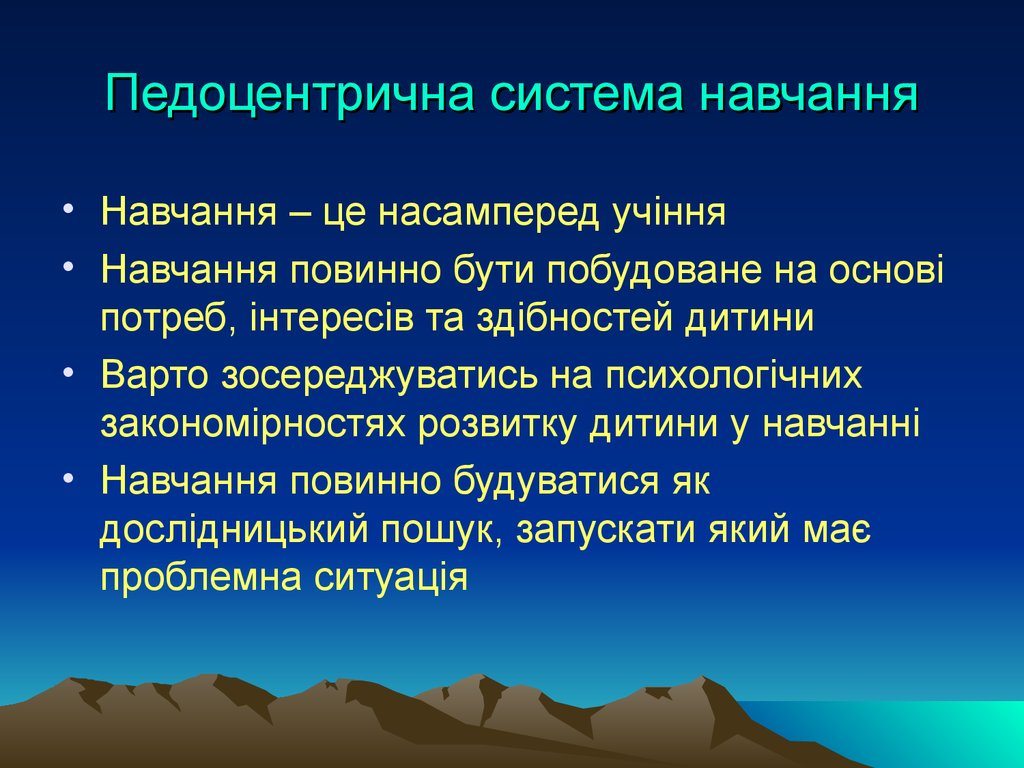 Педоцентрична система навчання
• Навчання – це насамперед учіння
• Навчання повинно бути побудоване на основі
потреб, інтересів та здібностей дитини
• Варто зосереджуватись на психологічних
закономірностях розвитку дитини у навчанні
• Навчання повинно будуватися як
дослідницький пошук, запускати який має
проблемна ситуація